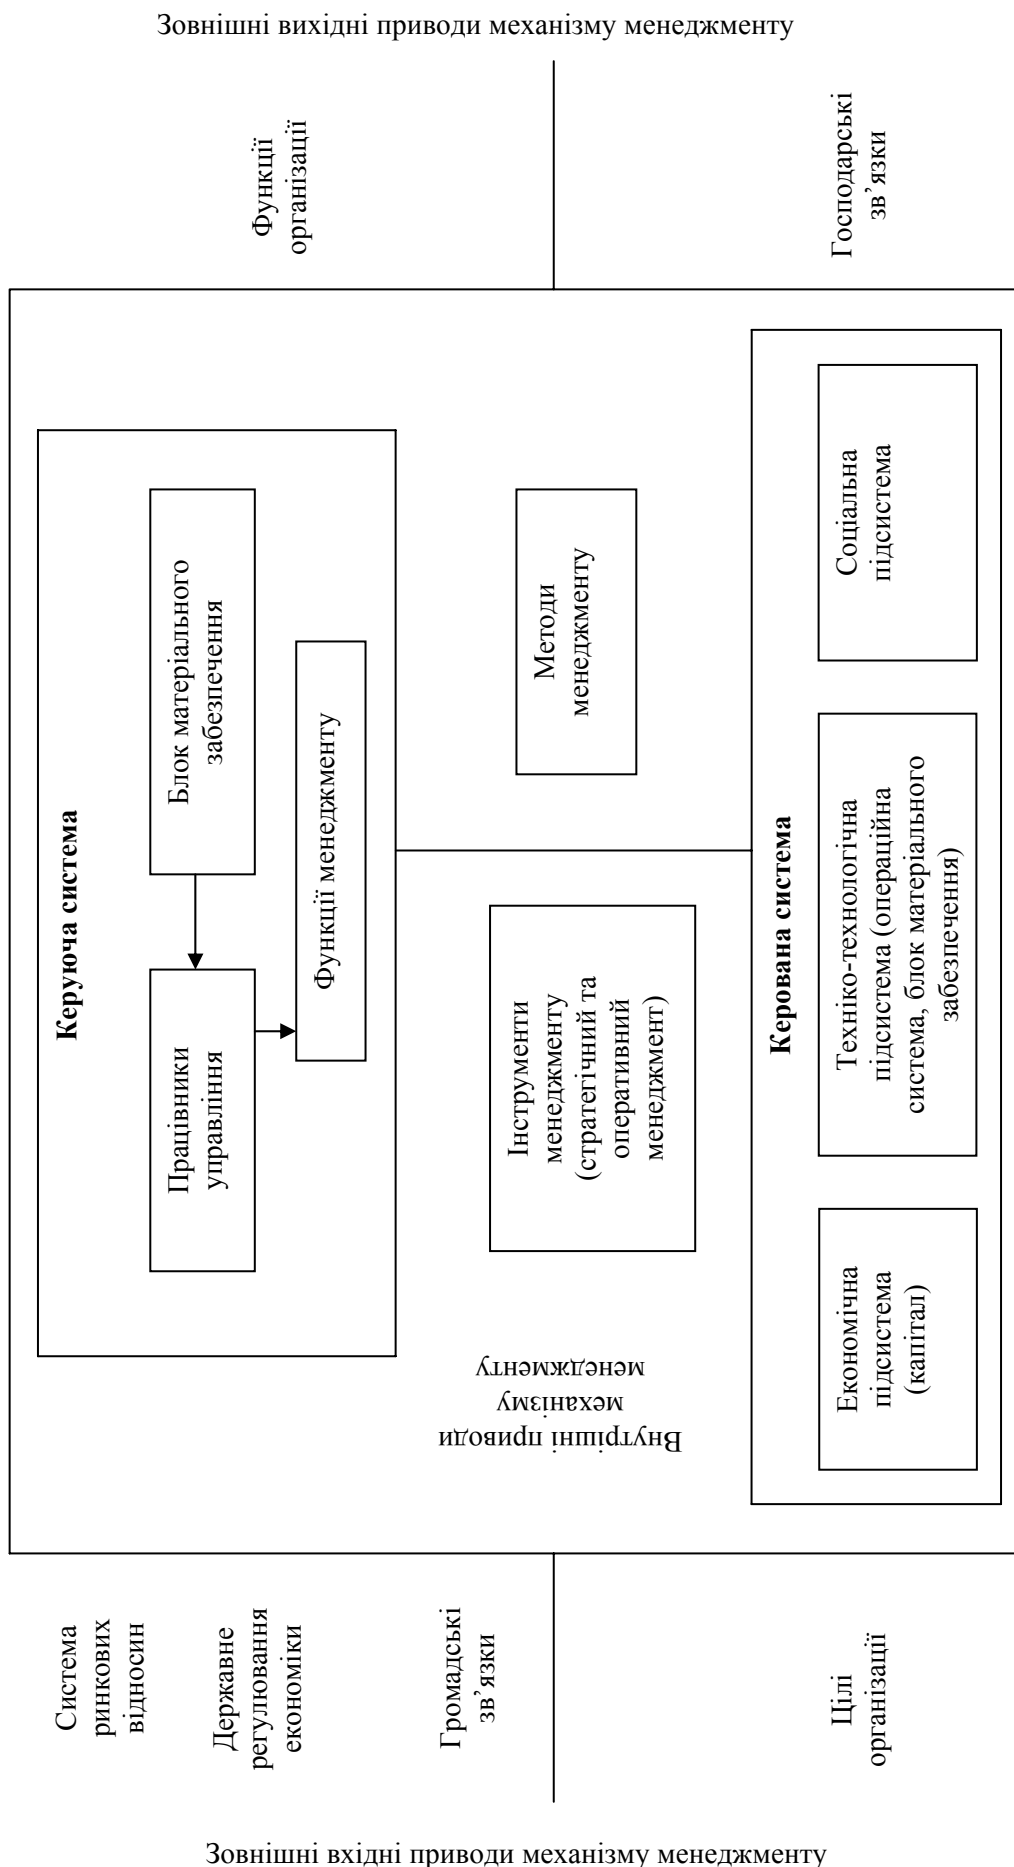 Зовнішні вихідні приводи механізму менеджменту
Функції
організації
Господарські
зв’язки
Керуюча система
Блок матеріального
забезпечення
Працівники
управління
Функції менеджменту
Методи
менеджменту
Інструменти
менеджменту
(стратегічний та
оперативний
менеджмент)
Внутрішні приводи
механізму
менеджменту
Керована система
Соціальна
підсистема
Техніко-технологічна
підсистема (операційна
система, блок матеріального
забезпечення)
Економічна
підсистема
(капітал)
Система
ринкових
відносин
Державне
регулювання
економіки
Громадські
зв’язки
Цілі
організації
Зовнішні вхідні приводи механізму менеджменту